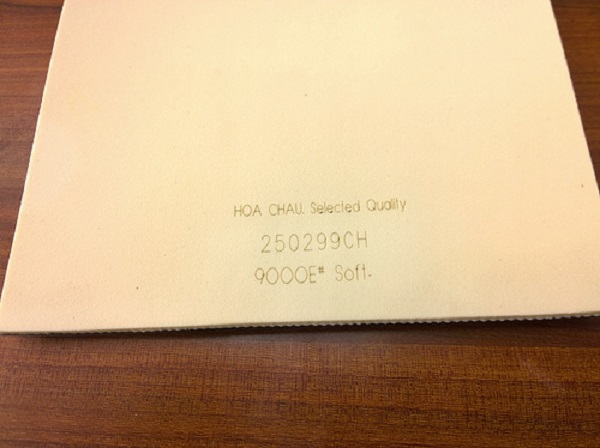 HOA CHAU. Selected Quality
250299CH
9000E# Soft.